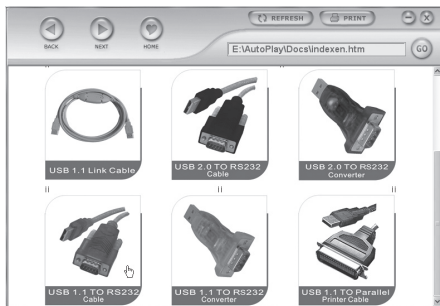 REFRESH PRINT
BACK NEXT HOME
E:\AutoPlay\Docs\indexen.htm GO
USB 1.1 Link Cable
USB 2.0 TO RS232
Cable
USB 2.0 TO RS232
Converter
USB 1.1 TO RS232
Cable
USB 1.1 TO RS232
Converter
USB 1.1 TO Parallel
Printer Cable